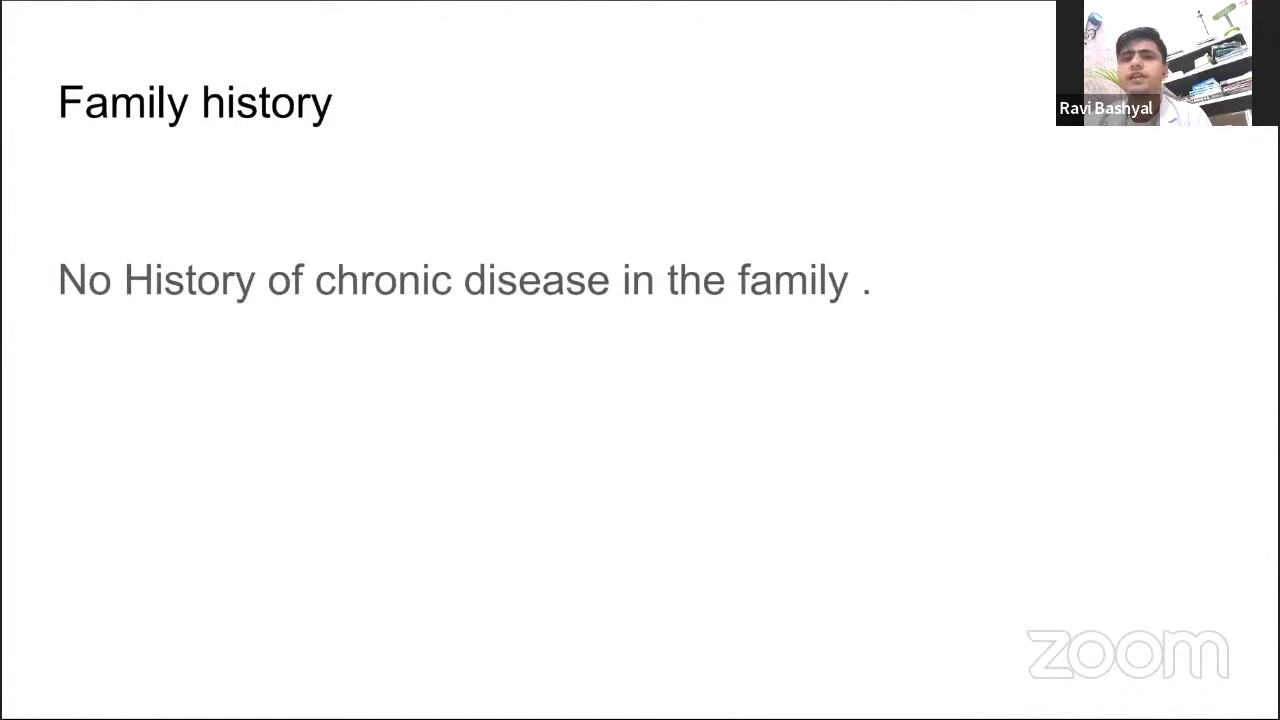 Family history
Ravi Bashyal
No History of chronic disease in the family .
zoom